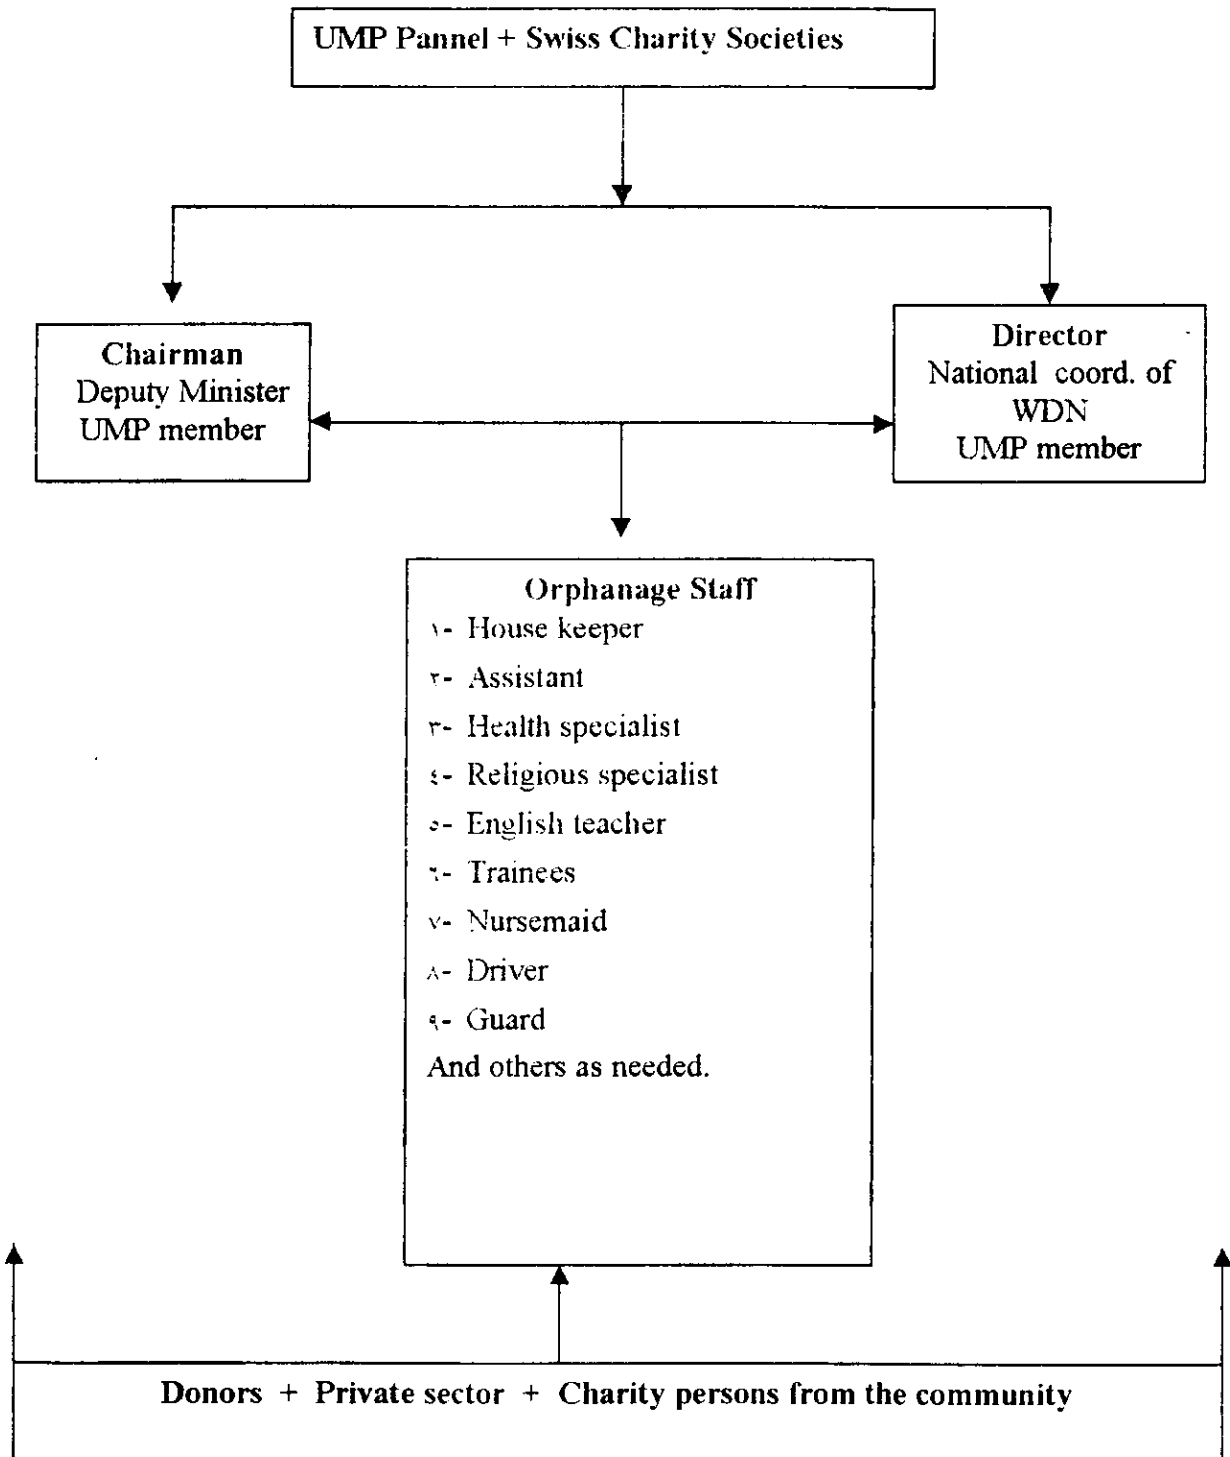 UMP Pannel + Swiss Charity Societies
Chairman
Deputy Minister
UMP member
Director
National coord. of
WDN
UMP member
Orphanage Staff
١- House keeper
٢- Assistant
٣- Health specialist
٤- Religious specialist
٥- English teacher
٦- Trainees
٧- Nursemaid
٨- Driver
٩- Guard
And others as needed.
Donors + Private sector + Charity persons from the community